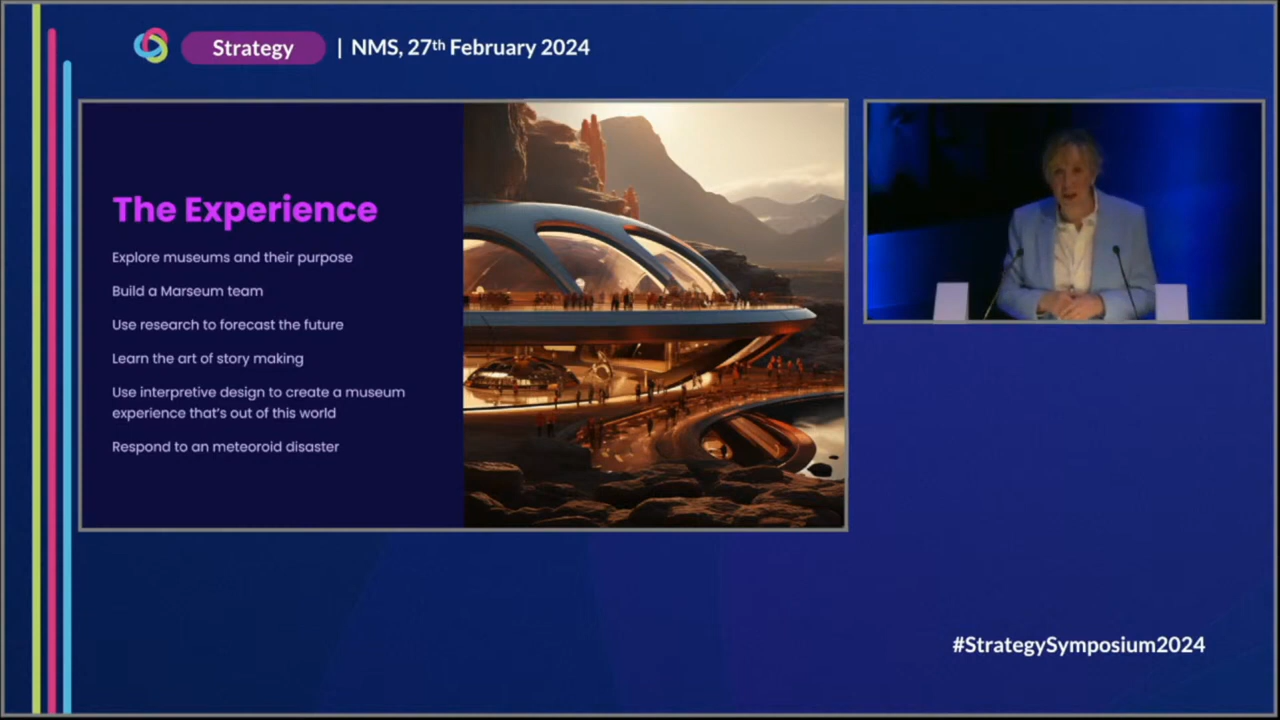 Strategy | NMS, 27th February 2024
The Experience
Explore museums and their purpose
Build a Marseum team
Use research to forecast the future
Learn the art of story making
Use interpretive design to create a museum
experience that's out of this world
Respond to an meteoroid disaster
#StrategySymposium2024